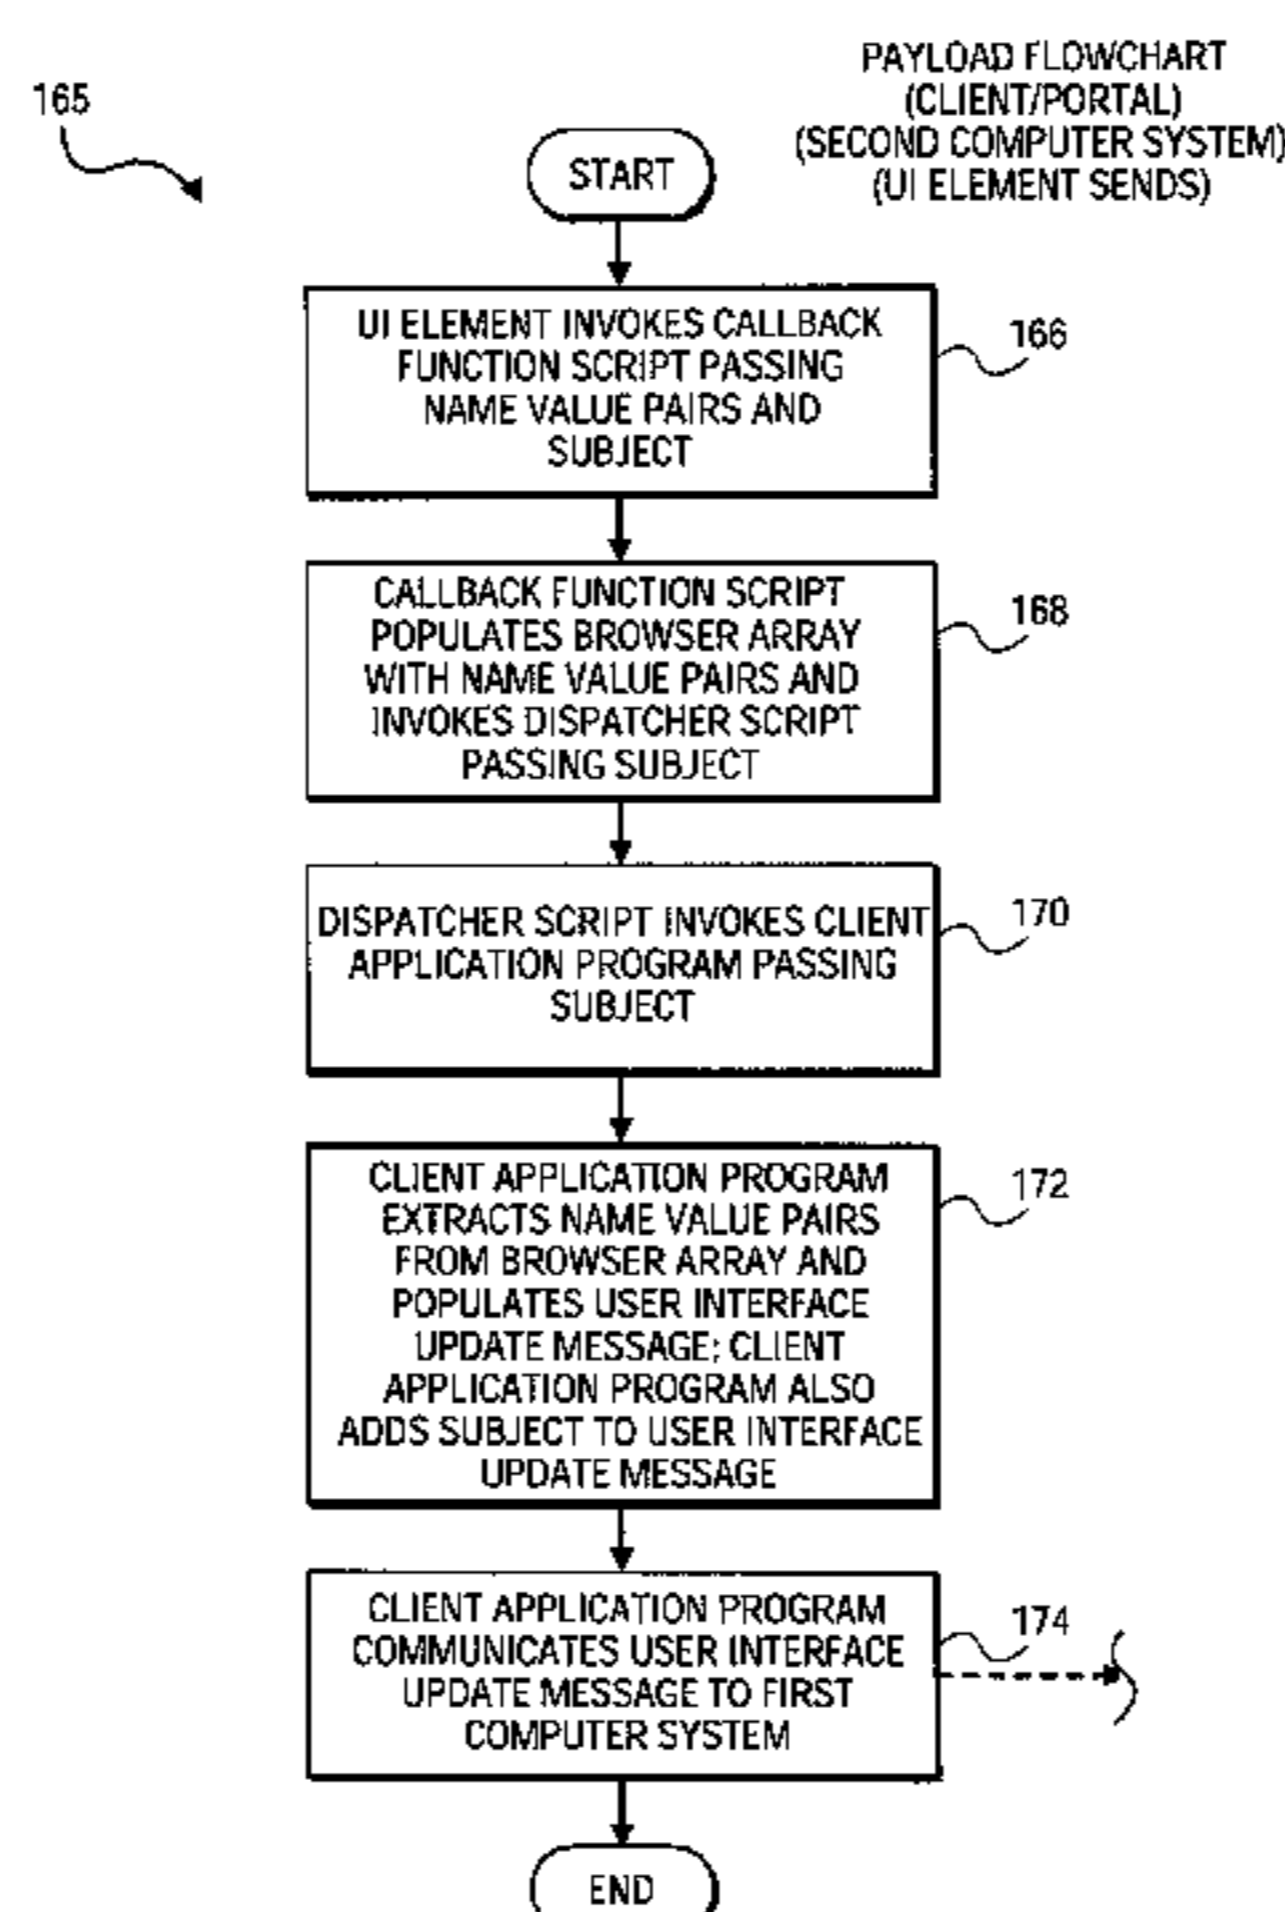 PAYLOAD FLOWCHART
(CLIENT/PORTAL)
(SECOND COMPUTER SYSTEM)
(UI ELEMENT SENDS)
165
START
UI ELEMENT INVOKES CALLBACK
FUNCTION SCRIPT PASSING
NAME VALUE PAIRS AND
SUBJECT
166
CALLBACK FUNCTION SCRIPT
POPULATES BROWSER ARRAY
WITH NAME VALUE PAIRS AND
INVOKES DISPATCHER SCRIPT
PASSING SUBJECT
168
DISPATCHER SCRIPT INVOKES CLIENT
APPLICATION PROGRAM PASSING
SUBJECT
170
CLIENT APPLICATION PROGRAM
EXTRACTS NAME VALUE PAIRS
FROM BROWSER ARRAY AND
POPULATES USER INTERFACE
UPDATE MESSAGE; CLIENT
APPLICATION PROGRAM ALSO
ADDS SUBJECT TO USER INTERFACE
UPDATE MESSAGE
172
CLIENT APPLICATION PROGRAM
COMMUNICATES USER INTERFACE
UPDATE MESSAGE TO FIRST
COMPUTER SYSTEM
174
END